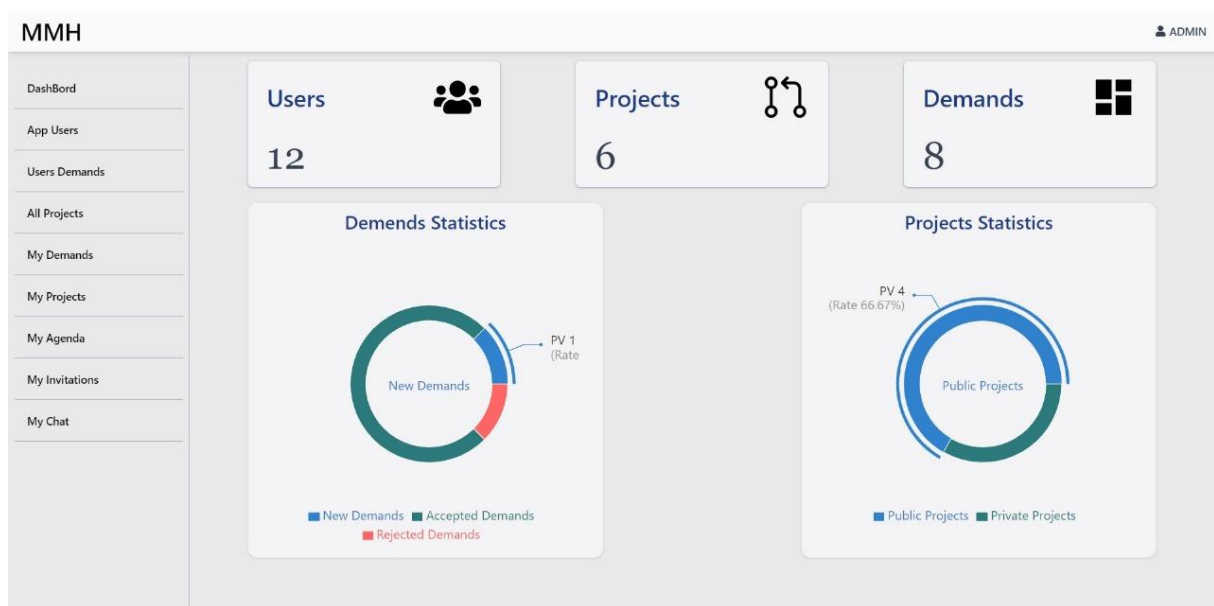 MMH
ADMIN
DashBord
App Users
Users Demands
All Projects
My Demands
My Projects
My Agenda
My Invitations
My Chat
Users
12
Projects
6
Demands
8
Demends Statistics
PV 1
(Rate
New Demands
New Demands Accepted Demands
Rejected Demands
Projects Statistics
PV 4
(Rate 66.67%)
Public Projects
Public Projects Private Projects